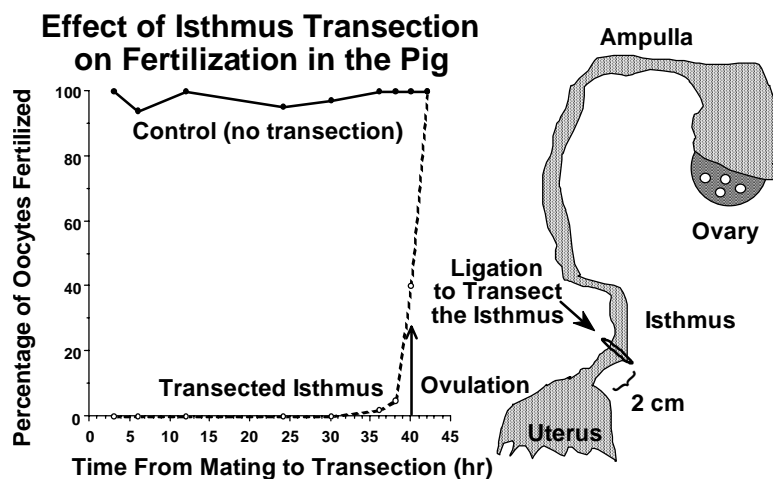 Effect of Isthmus Transection
on Fertilization in the Pig
Percentage of Oocytes Fertilized
100
80
60
40
20
0
Control (no transection)
Transected Isthmus
Ovulation
0 5 10 15 20 25 30 35 40 45
Time From Mating to Transection (hr)
Ampulla
Ovary
Ligation
to Transect
the Isthmus
Isthmus
2 cm
Uterus